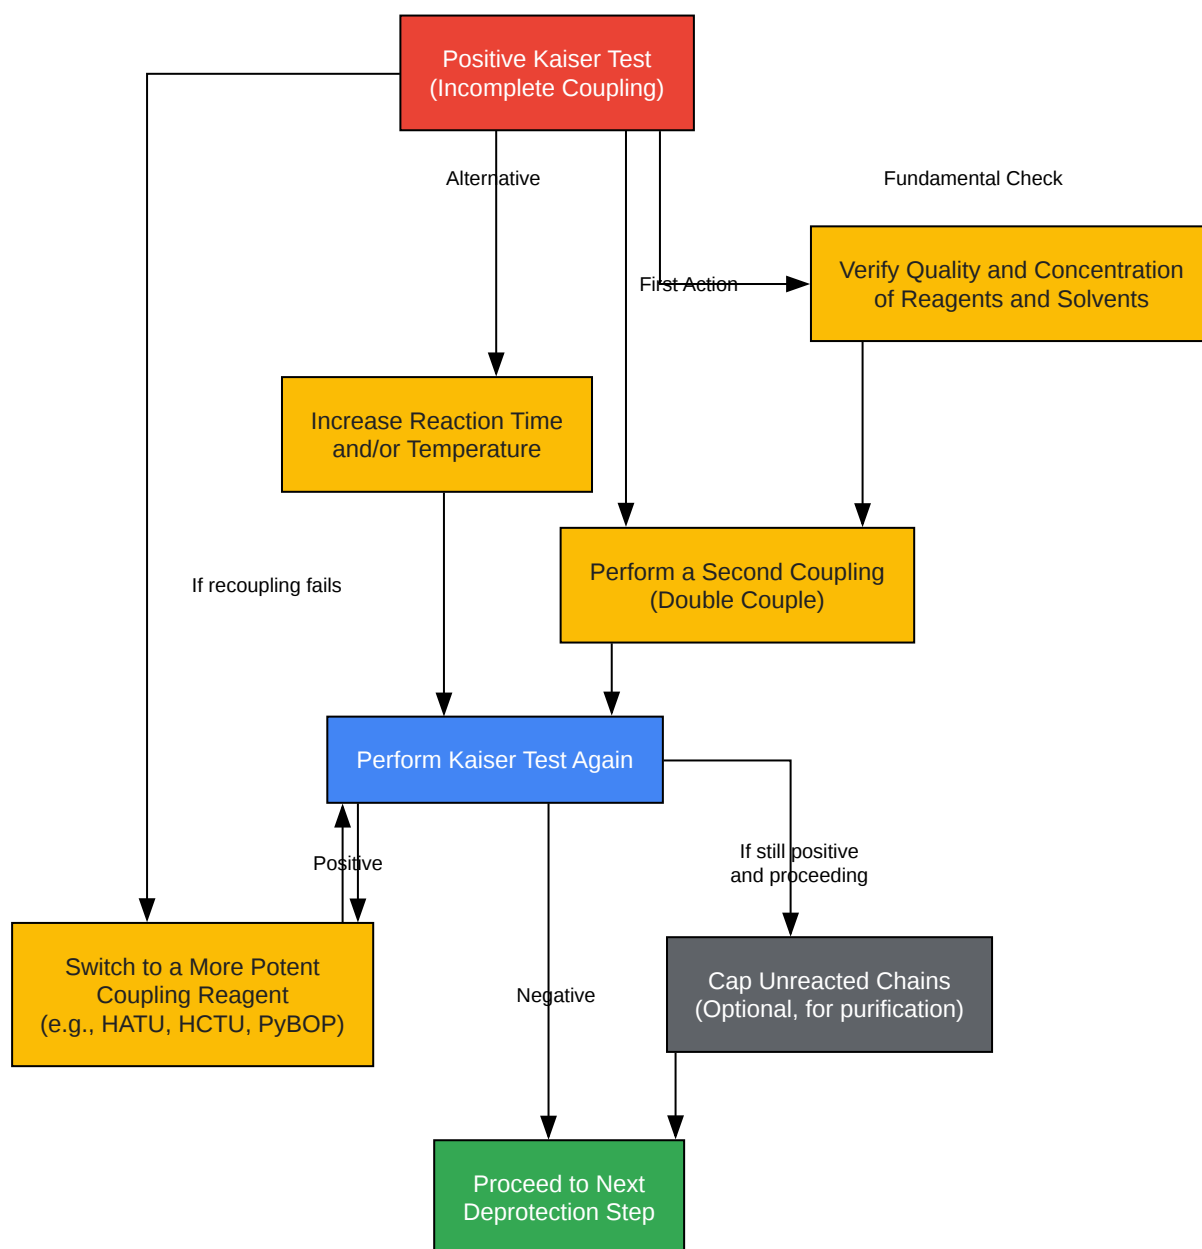 Positive Kaiser Test
(Incomplete Coupling)
Alternative
Fundamental Check
First Action
Verify Quality and Concentration
of Reagents and Solvents
Increase Reaction Time
and/or Temperature
If recoupling fails
Perform a Second Coupling
(Double Couple)
Perform Kaiser Test Again
Positive
If still positive
and proceeding
Switch to a More Potent
Coupling Reagent
(e.g., HATU, HCTU, PyBOP)
Negative
Cap Unreacted Chains
(Optional, for purification)
Proceed to Next
Deprotection Step